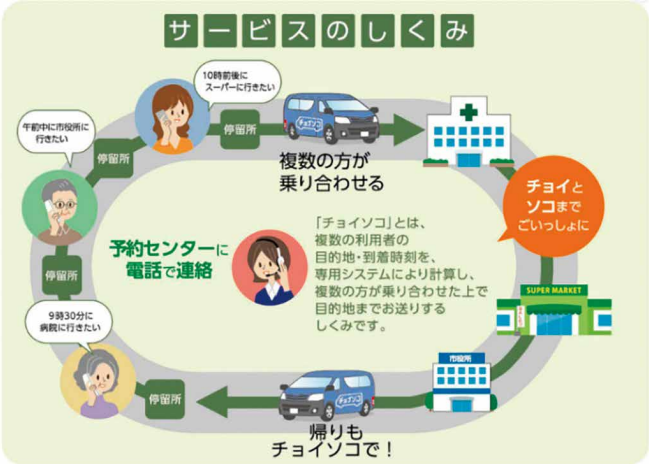 サービスのしくみ
10時前後に
スーパーに行きたい
午前中に市役所に
行きたい
停留所
停留所
チョイソコ
複数の方が
乗り合わせる
チョイと
ソコまで
ごいっしょに
予約センターに
電話で連絡
「チョイソコ」とは、
複数の利用者の
目的地・到着時刻を、
専用システムにより計算し、
複数の方が乗り合わせた上で
目的地までお送りする
しくみです。
停留所
SUPER MARKET
9時30分に
病院に行きたい
市役所
停留所
チョイソコ
帰りも
チョイソコで！